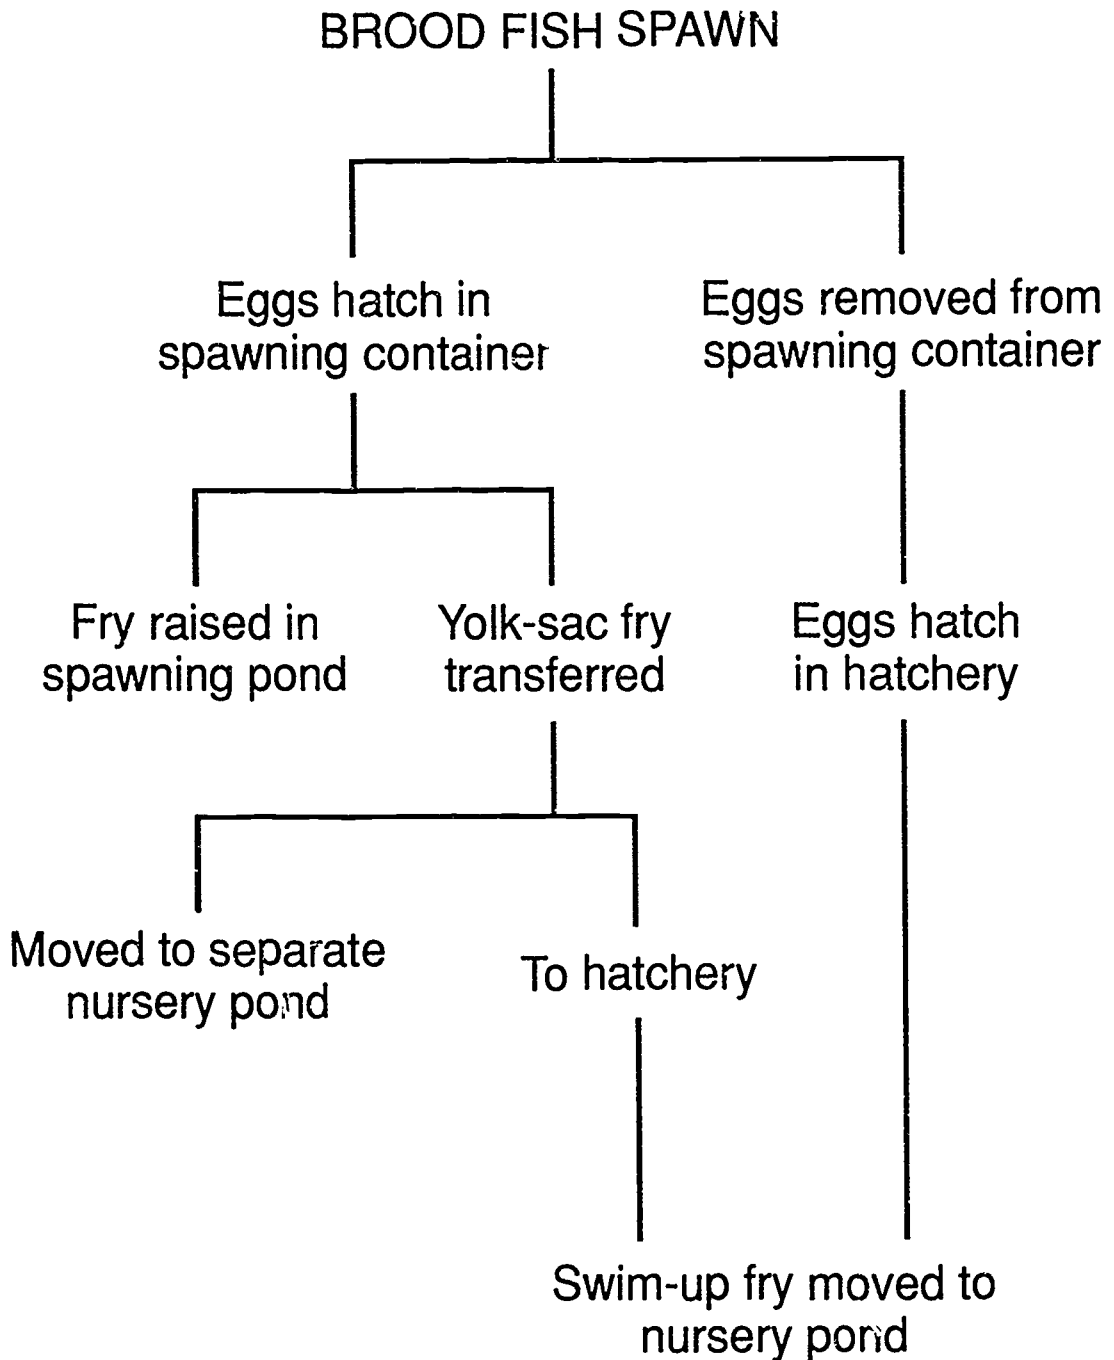 BROOD FISH SPAWN
Eggs hatch in
spawning container
Eggs removed from
spawning container
Fry raised in
spawning pond
Yolk-sac fry
transferred
Eggs hatch
in hatchery
Moved to separate
nursery pond
To hatchery
Swim-up fry moved to
nursery pond